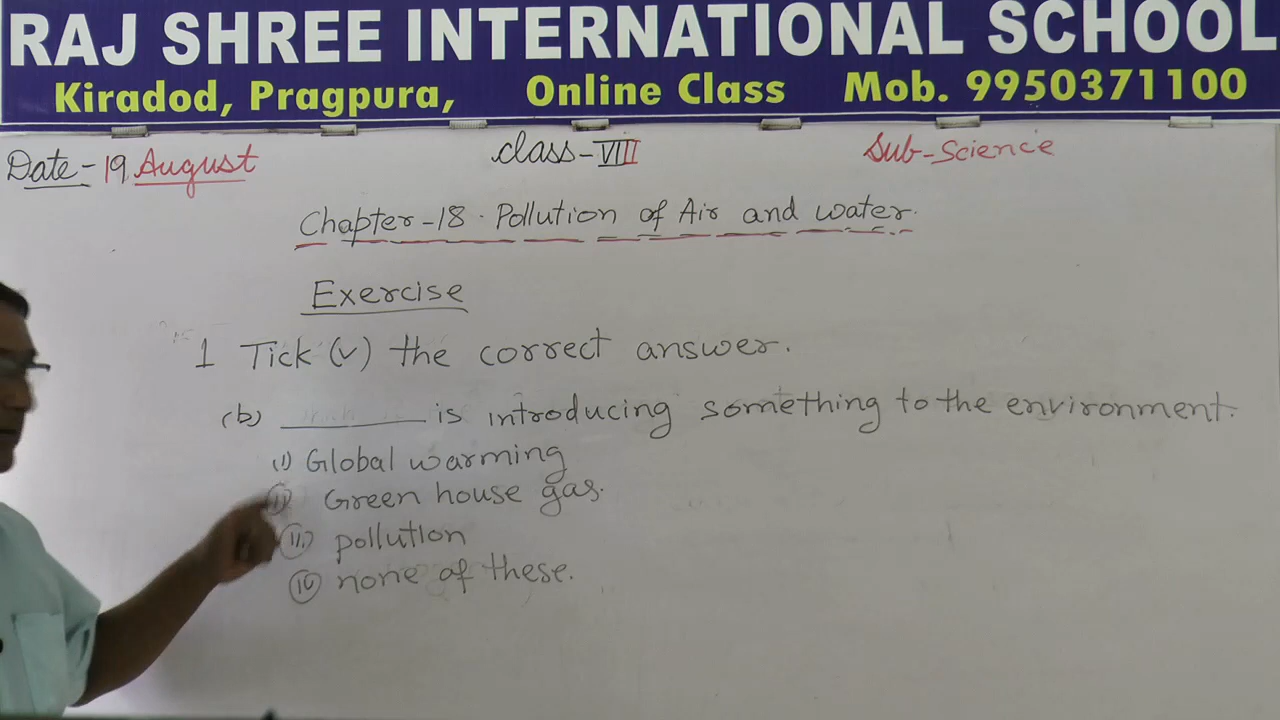 RAJ SHREE INTERNATIONAL SCHOOL
Kiradod, Pragpura, Online Class Mob. 9950371100
Date-19 August Class-VIII Sub-Science
Chapter-18. Pollution of Air and water.
Exercise
1 Tick (✓) the correct answer.
(b) ________ is introducing something to the environment.
(i) Global warming
(ii) Green house gas.
(iii) pollution
(iv) none of these.